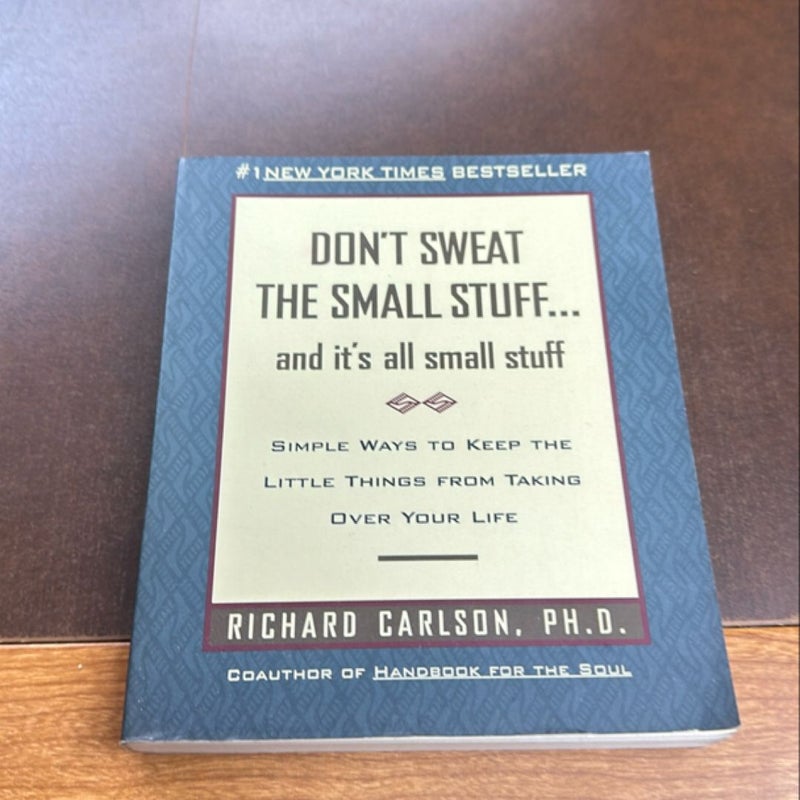 #1 NEW YORK TIMES BESTSELLER
DON'T SWEAT
THE SMALL STUFF...
and it's all small stuff
SIMPLE WAYS TO KEEP THE
LITTLE THINGS FROM TAKING
OVER YOUR LIFE
RICHARD CARLSON, PH.D.
COAUTHOR OF HANDBOOK FOR THE SOUL